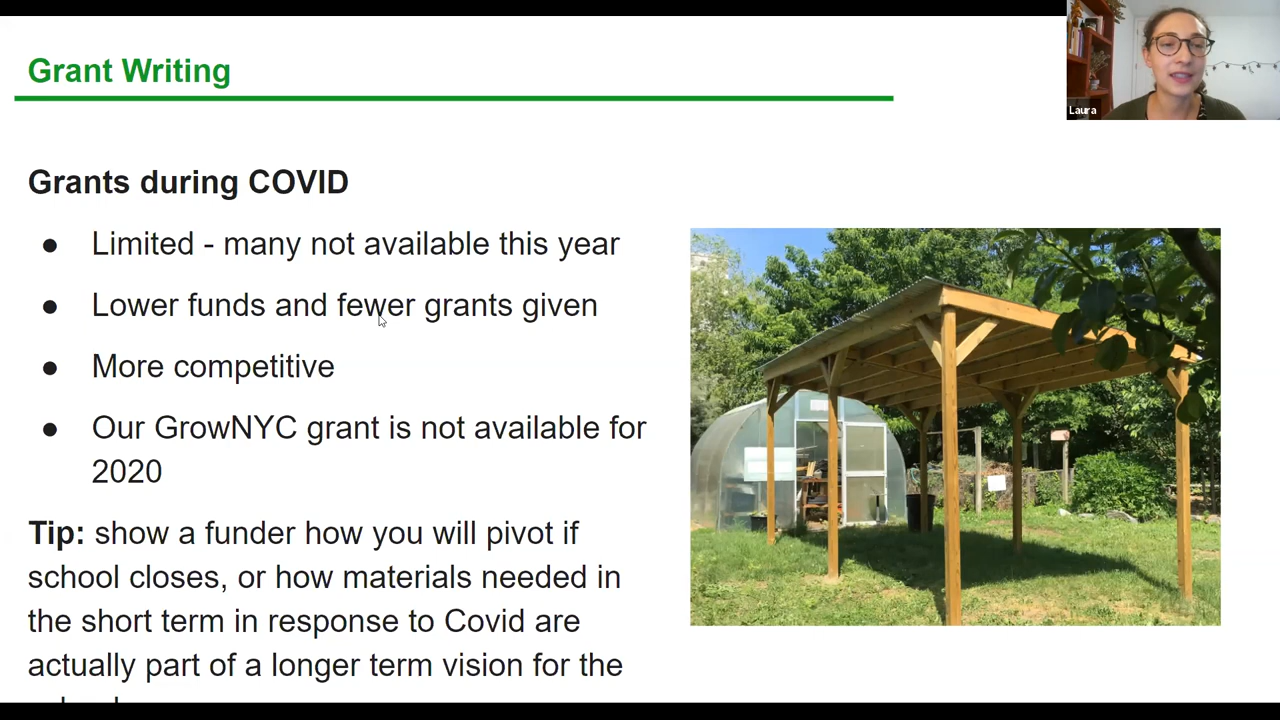 Grant Writing
Laura
Grants during COVID
● Limited - many not available this year
● Lower funds and fewer grants given
● More competitive
● Our GrowNYC grant is not available for
2020
Tip: show a funder how you will pivot if
school closes, or how materials needed in
the short term in response to Covid are
actually part of a longer term vision for the